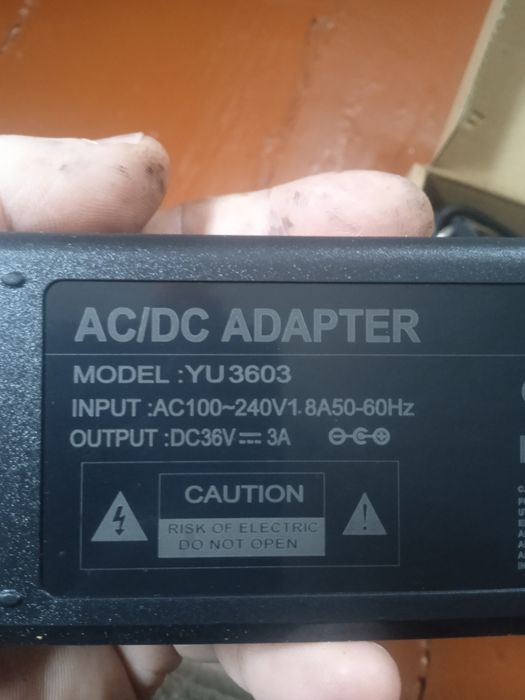 AC/DC ADAPTER
MODEL :YU3603
INPUT :AC100~240V1.8A50-60Hz
OUTPUT :DC36V⎓ 3A
CAUTION
RISK OF ELECTRIC
DO NOT OPEN